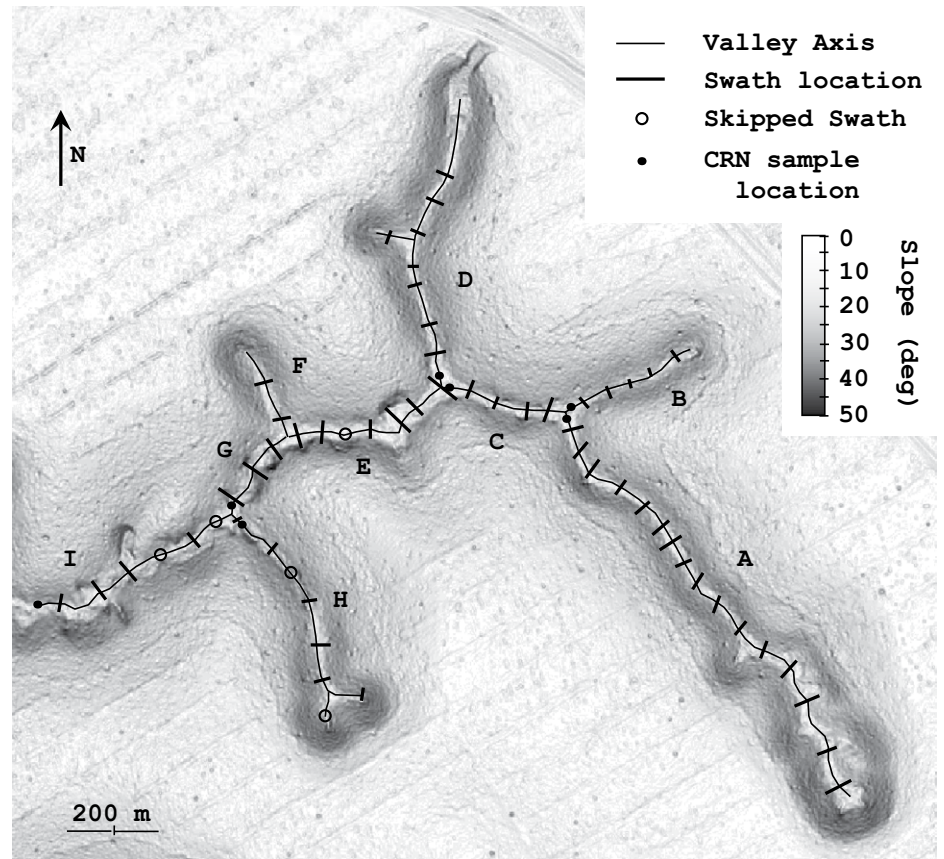 Valley Axis
Swath location
Skipped Swath
CRN sample
location
N
0
10
20
30
40
50
Slope (deg)
D
F
B
C
G
E
A
I
H
200 m